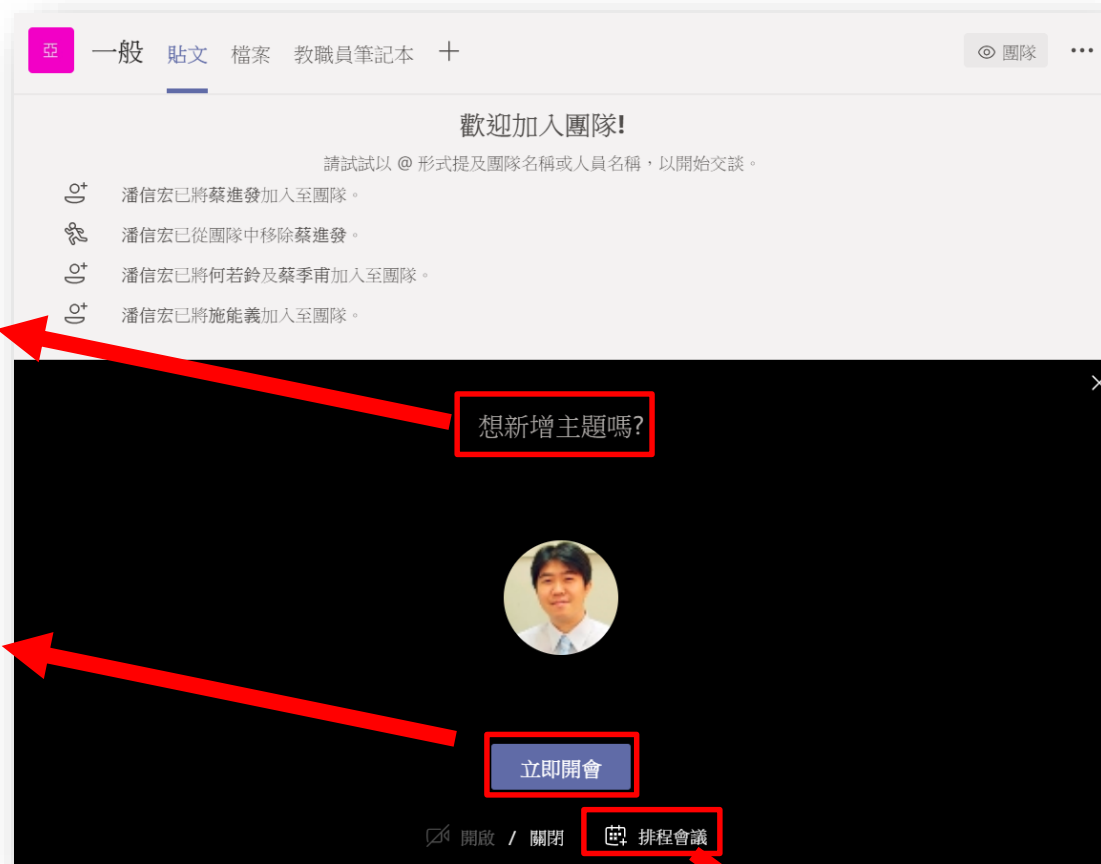 亞 一般 貼文 檔案 教職員筆記本 + 團隊 ...
歡迎加入團隊!
請試試以 @ 形式提及團隊名稱或人員名稱,以開始交談。
潘信宏已將蔡進發加入至團隊。
潘信宏已從團隊中移除蔡進發。
潘信宏已將何若鈴及蔡季甫加入至團隊。
潘信宏已將施能義加入至團隊。
想新增主題嗎?
立即開會
開啟 / 關閉 排程會議